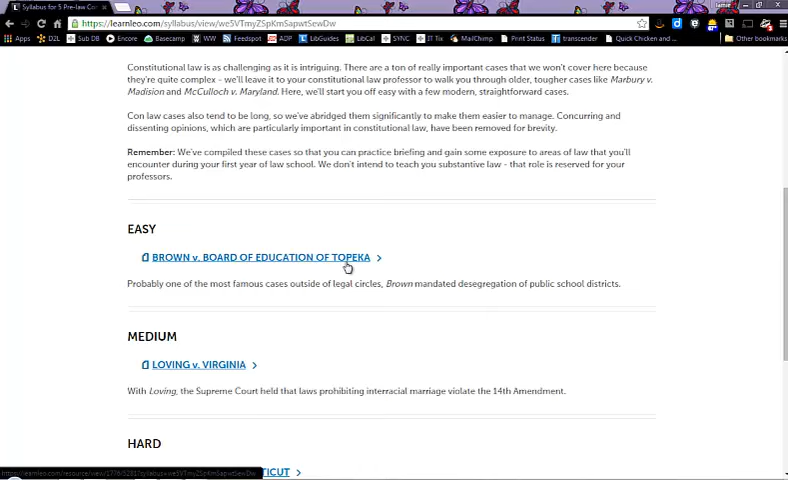 Syllabus for 5 Pre-law Con
Jamie
https://learnleo.com/syllabus/view/we5VTmyZSpKmSapwtSewDw
Apps D2L Sub DB Encore Basecamp WW Feedspot ADP LibGuides LibCal SYNC IT Tix MailChimp Print Status transcender Quick Chicken and Other bookmarks
Constitutional law is as challenging as it is intriguing. There are a ton of really important cases that we won't cover here because
they're quite complex - we'll leave it to your constitutional law professor to walk you through older, tougher cases like Marbury v.
Madision and McCulloch v. Maryland. Here, we'll start you off easy with a few modern, straightforward cases.
Con law cases also tend to be long, so we've abridged them significantly to make them easier to manage. Concurring and
dissenting opinions, which are particularly important in constitutional law, have been removed for brevity.
Remember: We've compiled these cases so that you can practice briefing and gain some exposure to areas of law that you'll
encounter during your first year of law school. We don't intend to teach you substantive law - that role is reserved for your
professors.
EASY
BROWN v. BOARD OF EDUCATION OF TOPEKA
Probably one of the most famous cases outside of legal circles, Brown mandated desegregation of public school districts.
MEDIUM
LOVING v. VIRGINIA
With Loving, the Supreme Court held that laws prohibiting interracial marriage violate the 14th Amendment.
HARD
TICUT